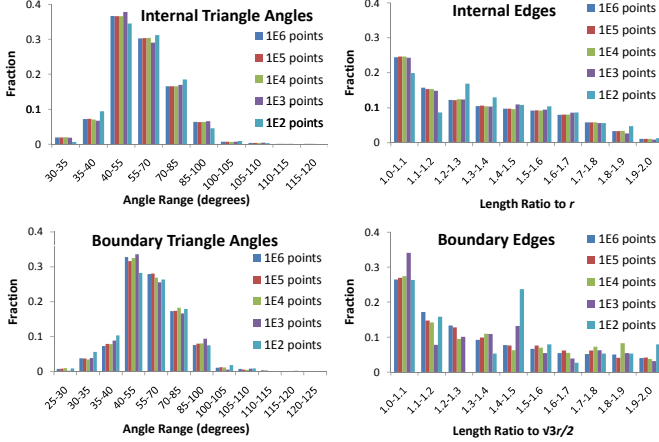 Internal Triangle Angles
Fraction
0.4
0.3
0.2
0.1
0
1E6 points
1E5 points
1E4 points
1E3 points
1E2 points
30-35
35-40
40-55
55-70
70-85
85-100
100-105
105-110
110-115
115-120
Angle Range (degrees)
Internal Edges
Fraction
0.4
0.3
0.2
0.1
0
1E6 points
1E5 points
1E4 points
1E3 points
1E2 points
1.0-1.1
1.1-1.2
1.2-1.3
1.3-1.4
1.4-1.5
1.5-1.6
1.6-1.7
1.7-1.8
1.8-1.9
1.9-2.0
Length Ratio to r
Boundary Triangle Angles
Fraction
0.4
0.3
0.2
0.1
0
1E6 points
1E5 points
1E4 points
1E3 points
1E2 points
25-30
30-35
35-40
40-55
55-70
70-85
85-100
100-105
105-110
110-115
115-120
120-125
Angle Range (degrees)
Boundary Edges
Fraction
0.4
0.3
0.2
0.1
0
1E6 points
1E5 points
1E4 points
1E3 points
1E2 points
1.0-1.1
1.1-1.2
1.2-1.3
1.3-1.4
1.4-1.5
1.5-1.6
1.6-1.7
1.7-1.8
1.8-1.9
1.9-2.0
Length Ratio to √3r/2